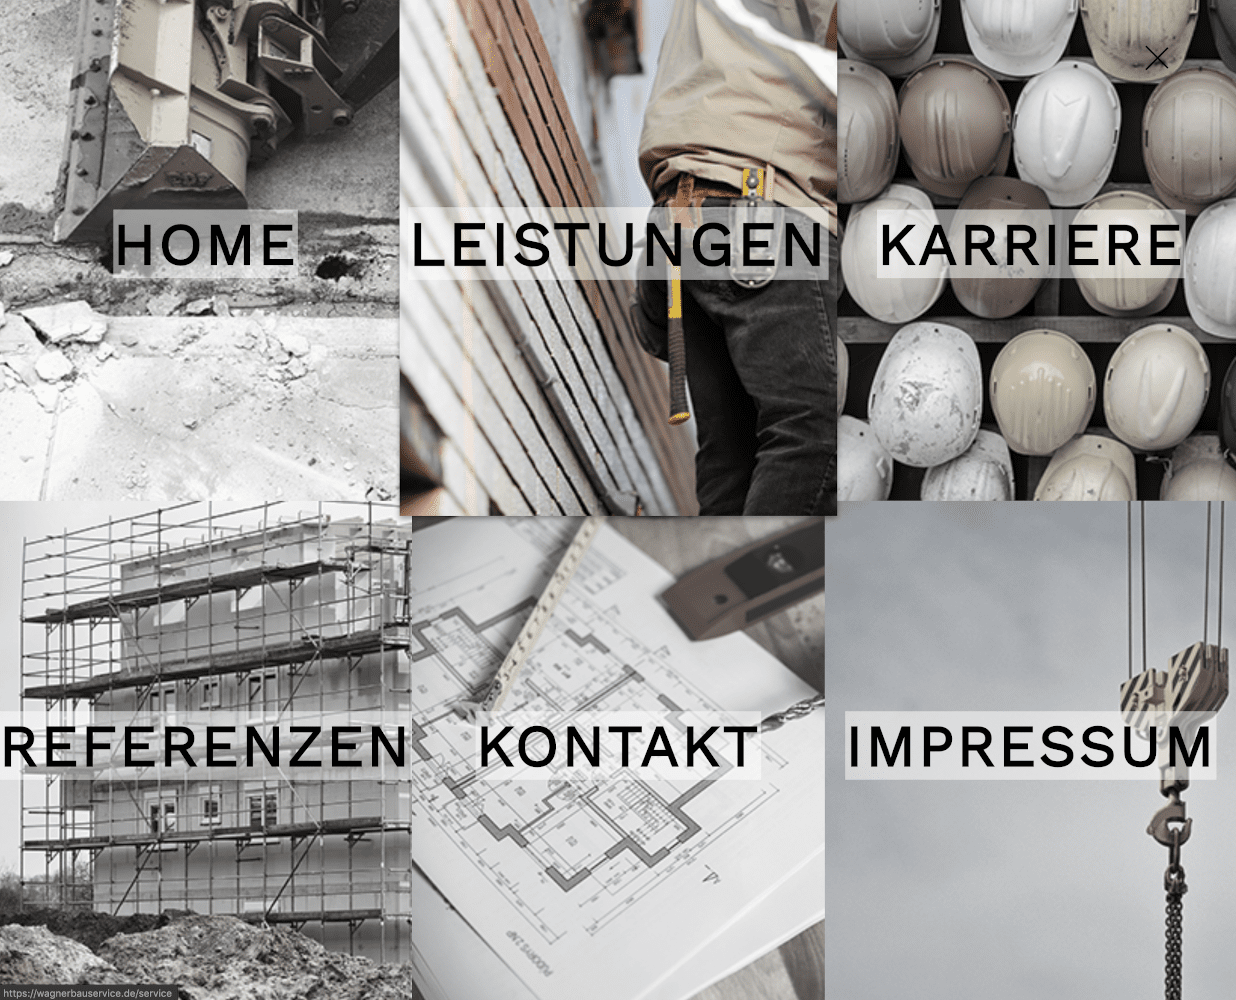 HOME
LEISTUNGEN
KARRIERE
REFERENZEN
KONTAKT
IMPRESSUM
https://wagnerbauservice.de/service